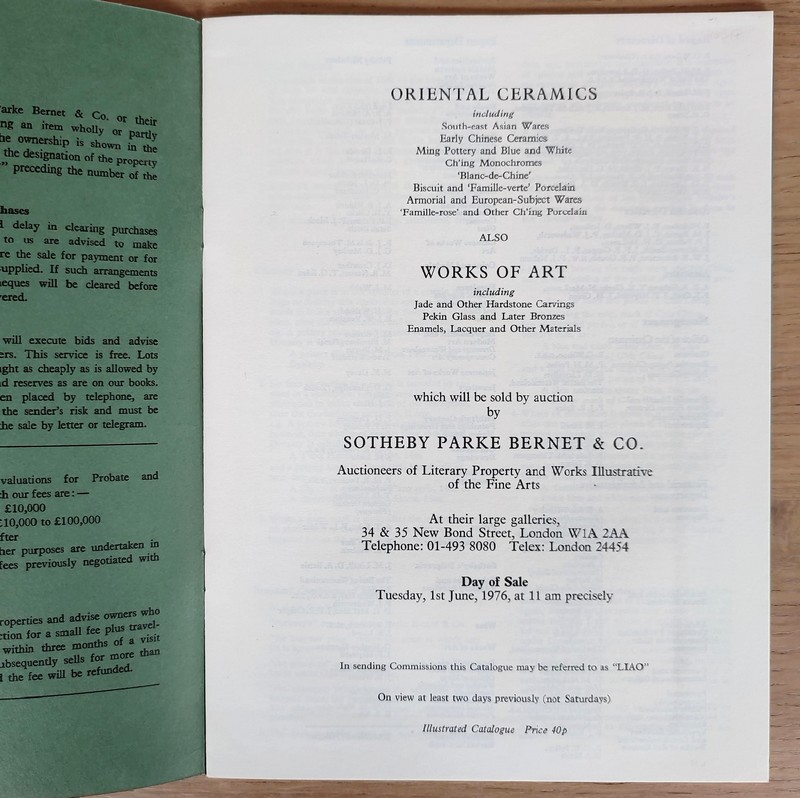 arke Bernet & Co. or their
ng an item wholly or partly
he ownership is shown in the
the designation of the property
” preceding the number of the
hases
l delay in clearing purchases
to us are advised to make
re the sale for payment or for
upplied. If such arrangements
eques will be cleared before
ered.
will execute bids and advise
ers. This service is free. Lots
ght as cheaply as is allowed by
d reserves as are on our books.
en placed by telephone, are
the sender's risk and must be
the sale by letter or telegram.
valuations for Probate and
ch our fees are:—
£10,000
£10,000 to £100,000
fter
her purposes are undertaken in
fees previously negotiated with
roperties and advise owners who
ction for a small fee plus travel-
within three months of a visit
ubsequently sells for more than
l the fee will be refunded.
ORIENTAL CERAMICS
including
South-east Asian Wares
Early Chinese Ceramics
Ming Pottery and Blue and White
Ch'ing Monochromes
'Blanc-de-Chine'
Biscuit and 'Famille-verte' Porcelain
Armorial and European-Subject Wares
'Famille-rose' and Other Ch'ing Porcelain
ALSO
WORKS OF ART
including
Jade and Other Hardstone Carvings
Pekin Glass and Later Bronzes
Enamels, Lacquer and Other Materials
which will be sold by auction
by
SOTHEBY PARKE BERNET & CO.
Auctioneers of Literary Property and Works Illustrative
of the Fine Arts
At their large galleries,
34 & 35 New Bond Street, London W1A 2AA
Telephone: 01-493 8080 Telex: London 24454
Day of Sale
Tuesday, 1st June, 1976, at 11 am precisely
In sending Commissions this Catalogue may be referred to as “LIAO”
On view at least two days previously (not Saturdays)
Illustrated Catalogue Price 40p